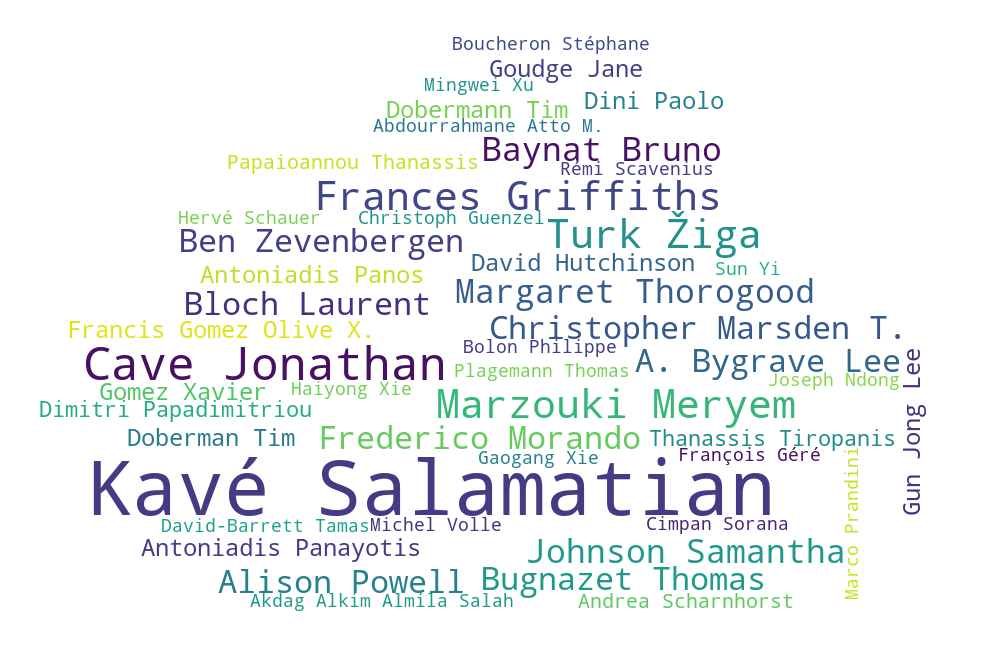 Boucheron Stéphane
Goudge Jane
Mingwei Xu
Dini Paolo
Dobermann Tim
Abdourrahmane Atto M.
Baynat Bruno
Papaioannou Thanassis
Rémi Scavenius
Frances Griffiths
Hervé Schauer
Christoph Guenzel
Turk Žiga
Ben Zevenbergen
David Hutchinson
Sun Yi
Antoniadis Panos
Margaret Thorogood
Bloch Laurent
Francis Gomez Olive X.
Christopher Marsden T.
Bolon Philippe
Cave Jonathan
A. Bygrave Lee
Plagemann Thomas
Joseph Ndong
Gomez Xavier
Haiyong Xie
Gun Jong Lee
Marzouki Meryem
Dimitri Papadimitriou
Doberman Tim
Frederico Morando
Thanassis Tiropanis
Gaogang Xie
François Géré
Kavé Salamatian
Marco Prandini
David-Barrett Tamas
Michel Volle
Cimpan Sorana
Antoniadis Panayotis
Johnson Samantha
Alison Powell
Bugnazet Thomas
Akdag Alkim Almila Salah
Andrea Scharnhorst